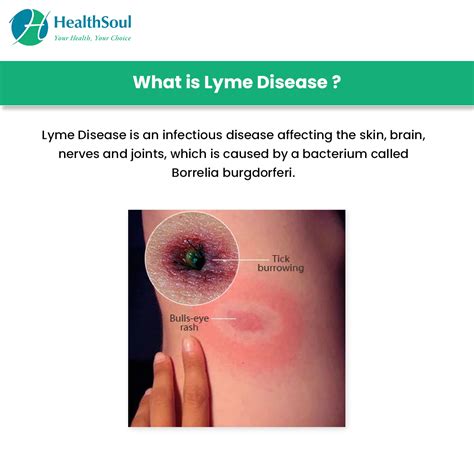 HealthSoul
Your Health, Your Choice
What is Lyme Disease ?
Lyme Disease is an infectious disease affecting the skin, brain,
nerves and joints, which is caused by a bacterium called
Borrelia burgdorferi.
Tick
burrowing
Bulls-eye
rash